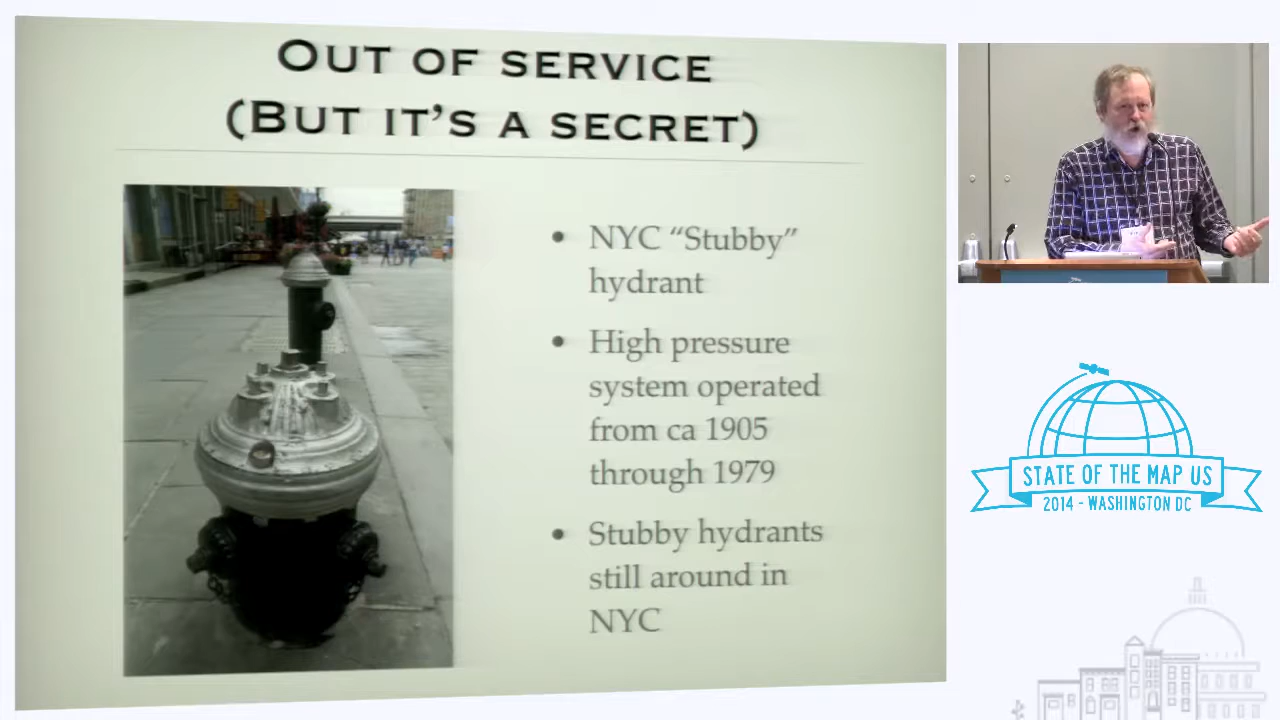 OUT OF SERVICE
(BUT IT'S A SECRET)
• NYC “Stubby”
hydrant
• High pressure
system operated
from ca 1905
through 1979
• Stubby hydrants
still around in
NYC
STATE OF THE MAP US
2014 - WASHINGTON DC